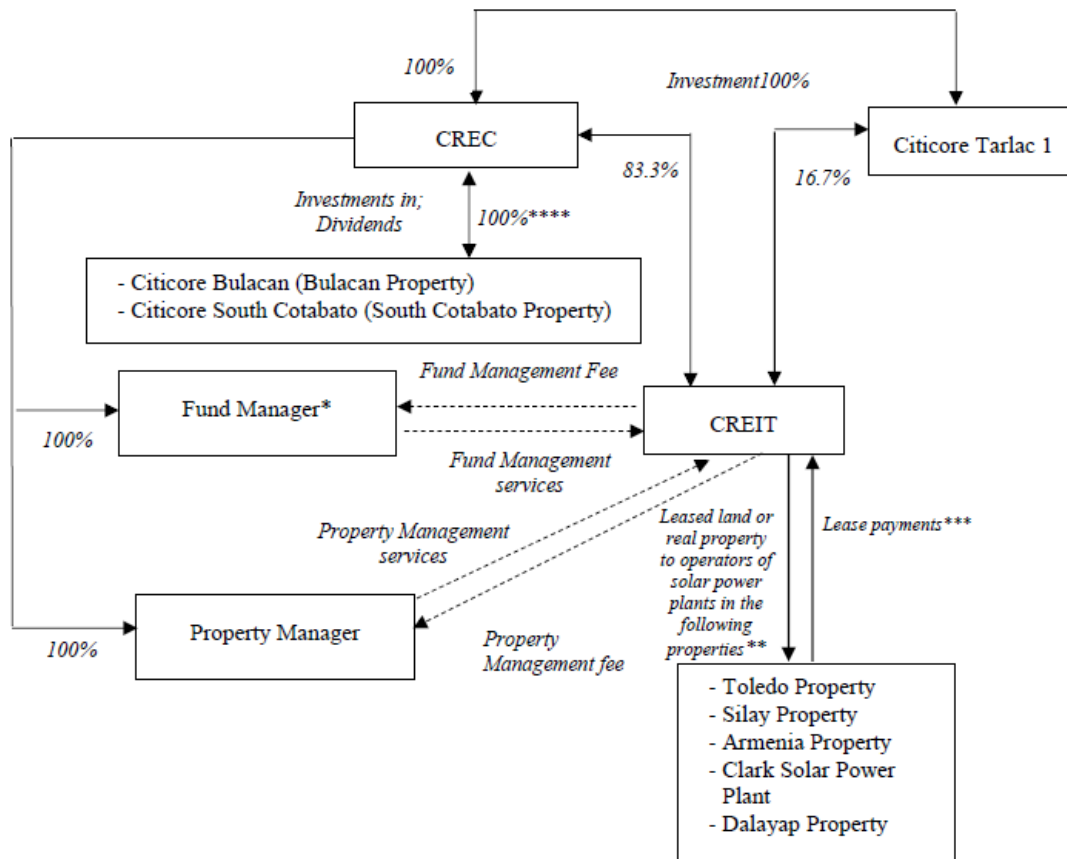 100%
Investment100%
CREC
Citicore Tarlac 1
83.3%
16.7%
Investments in;
Dividends
100%****
- Citicore Bulacan (Bulacan Property)
- Citicore South Cotabato (South Cotabato Property)
Fund Management Fee
Fund Manager*
CREIT
100%
Fund Management
services
Property Management
services
Leased land or
real property
to operators of
solar power
plants in the
following
properties**
Lease payments***
Property Manager
100%
Property
Management fee
- Toledo Property
- Silay Property
- Armenia Property
- Clark Solar Power
Plant
- Dalayap Property